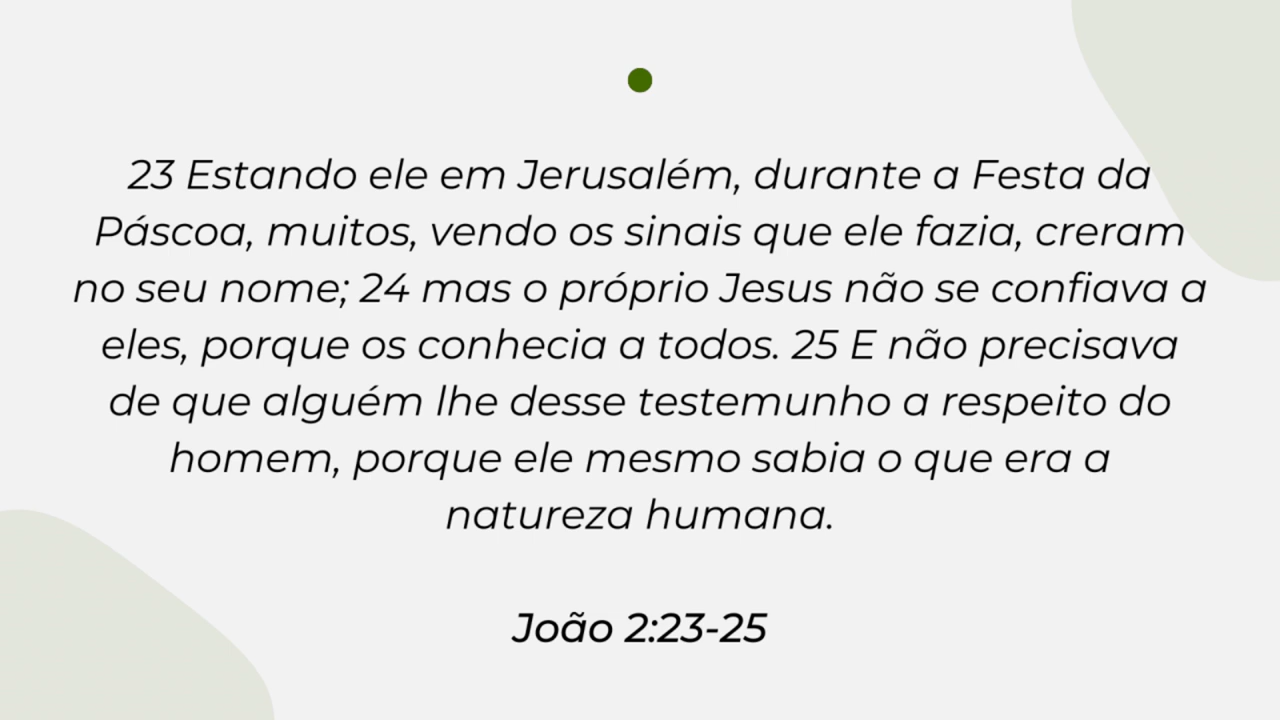 23 Estando ele em Jerusalém, durante a Festa da
Páscoa, muitos, vendo os sinais que ele fazia, creram
no seu nome; 24 mas o próprio Jesus não se confiava a
eles, porque os conhecia a todos. 25 E não precisava
de que alguém lhe desse testemunho a respeito do
homem, porque ele mesmo sabia o que era a
natureza humana.
João 2:23-25